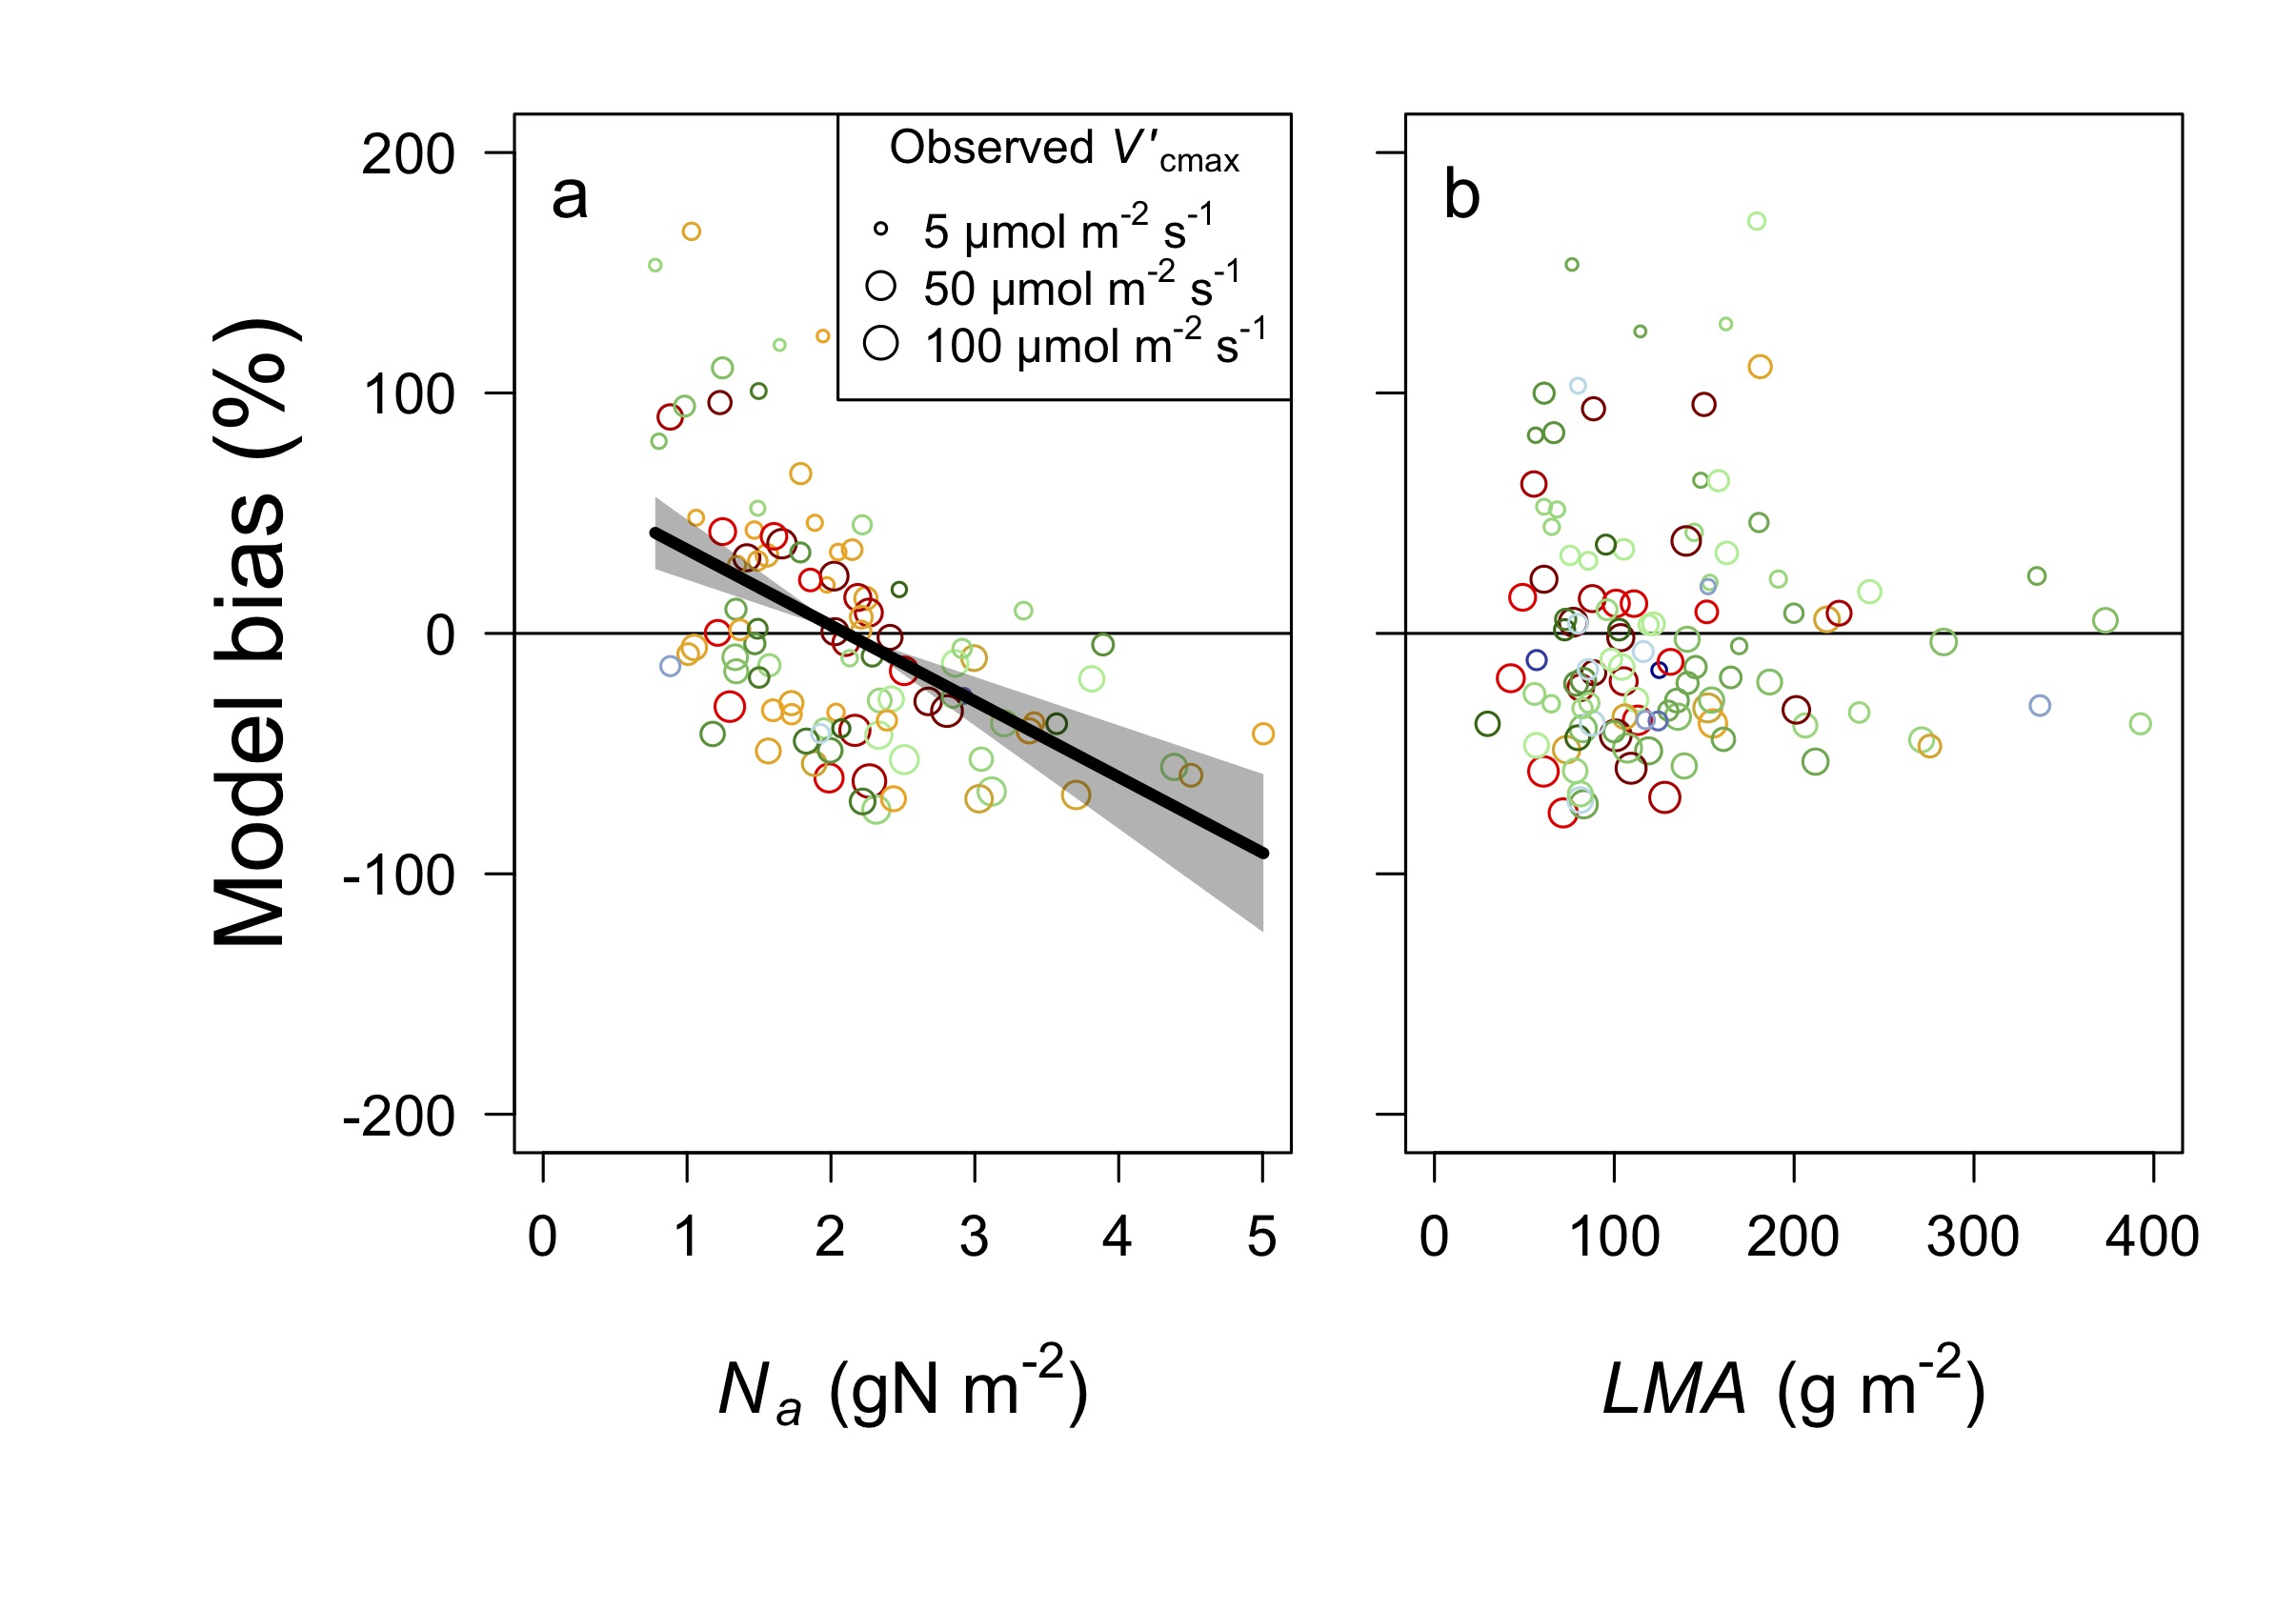 Model bias (%)
200
100
0
-100
-200
a
Observed V'cmax
5 µmol m-2 s-1
50 µmol m-2 s-1
100 µmol m-2 s-1
b
0 1 2 3 4 5
0 100 200 300 400
Na (gN m-2)
LMA (g m-2)